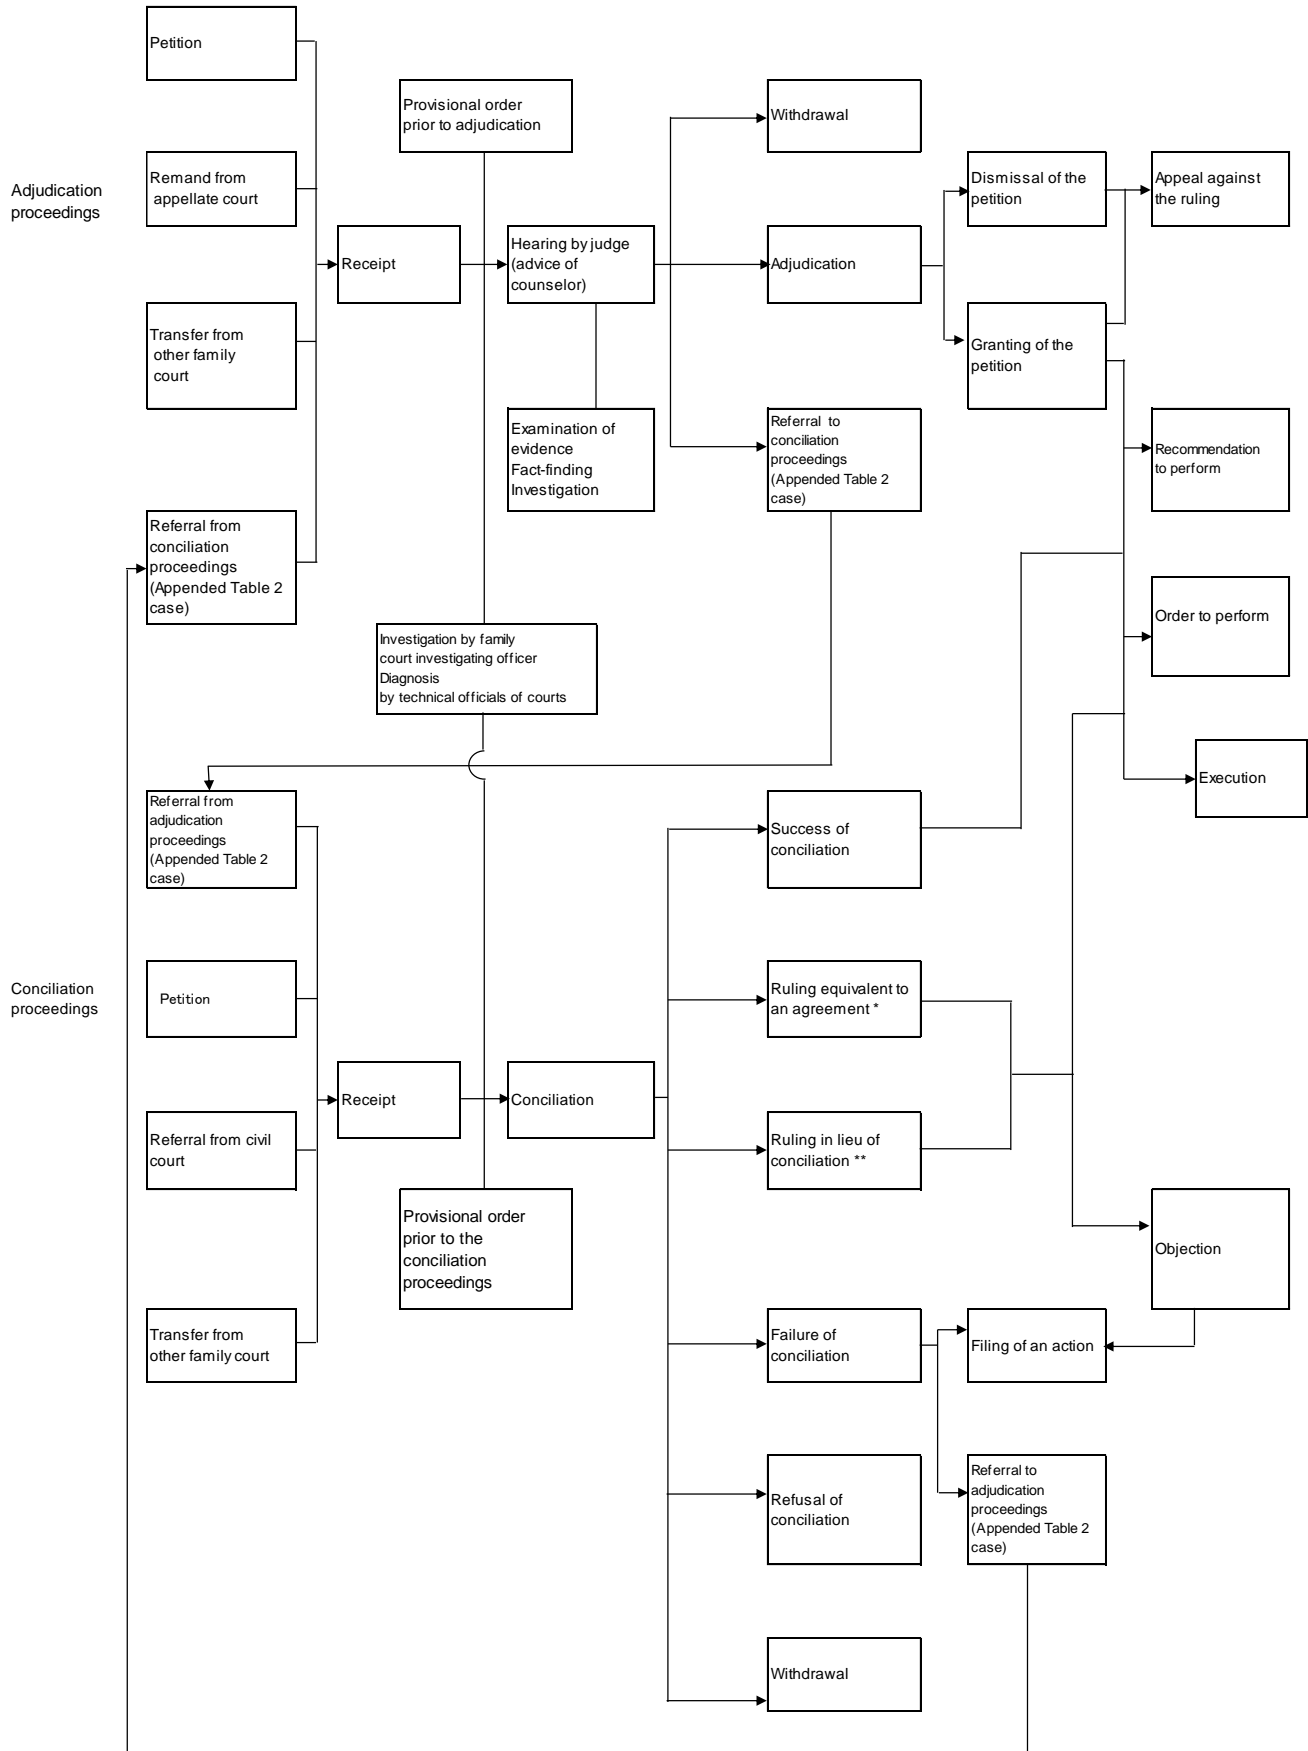 Petition
Provisional order
prior to adjudication
Withdrawal
Adjudication
proceedings
Remand from
appellate court
Dismissal of the
petition
Appeal against
the ruling
Receipt
Hearing by judge
(advice of
counselor)
Adjudication
Transfer from
other family
court
Granting of the
petition
Examination of
evidence
Fact-finding
Investigation
Referral to
conciliation
proceedings
(Appended Table 2
case)
Recommendation
to perform
Referral from
conciliation
proceedings
(Appended Table 2
case)
Order to perform
Investigation by family
court investigating officer
Diagnosis
by technical officials of courts
Execution
Referral from
adjudication
proceedings
(Appended Table 2
case)
Success of
conciliation
Conciliation
proceedings
Petition
Ruling equivalent to
an agreement *
Receipt
Conciliation
Referral from civil
court
Ruling in lieu of
conciliation **
Provisional order
prior to the
conciliation
proceedings
Objection
Transfer from
other family court
Failure of
conciliation
Filing of an action
Refusal of
conciliation
Referral to
adjudication
proceedings
(Appended Table 2
case)
Withdrawal